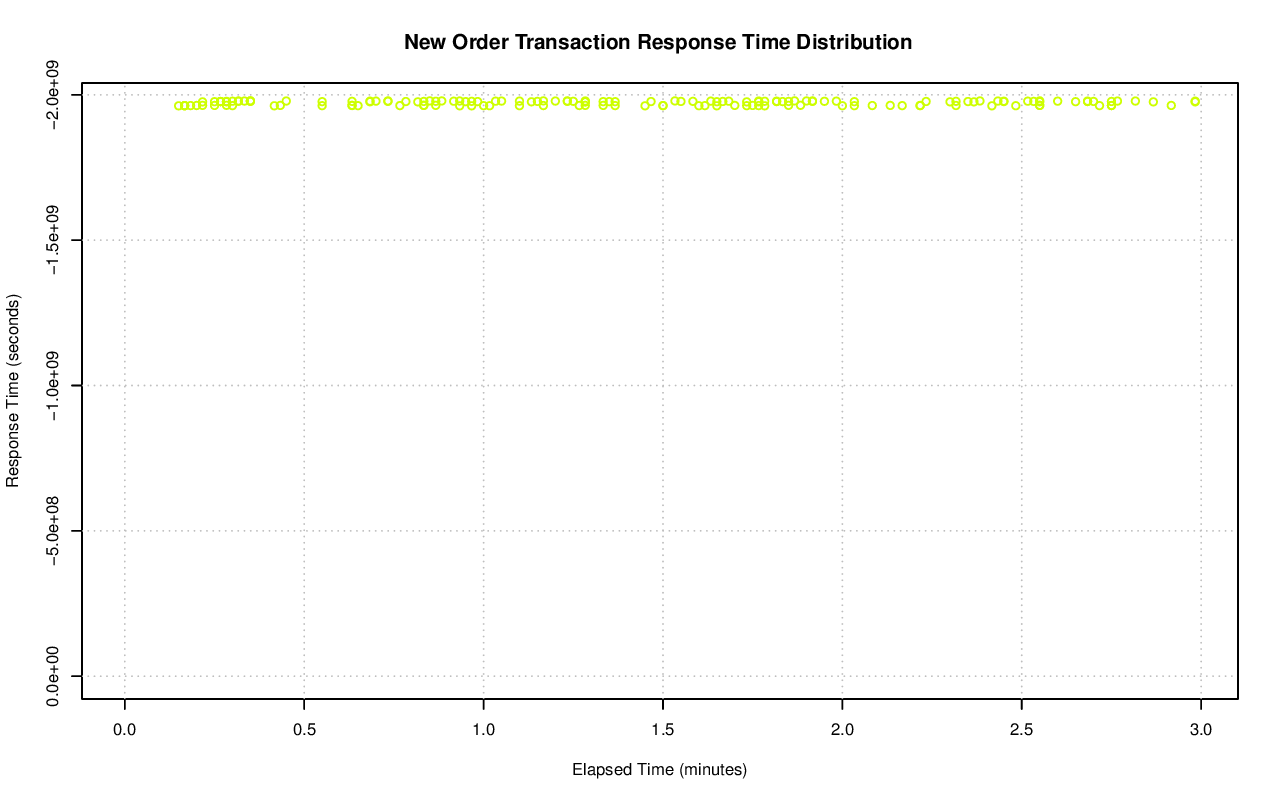 New Order Transaction Response Time Distribution
Response Time (seconds)
−2.0e+09
−1.5e+09
−1.0e+09
−5.0e+08
0.0e+00
0.0 0.5 1.0 1.5 2.0 2.5 3.0
Elapsed Time (minutes)